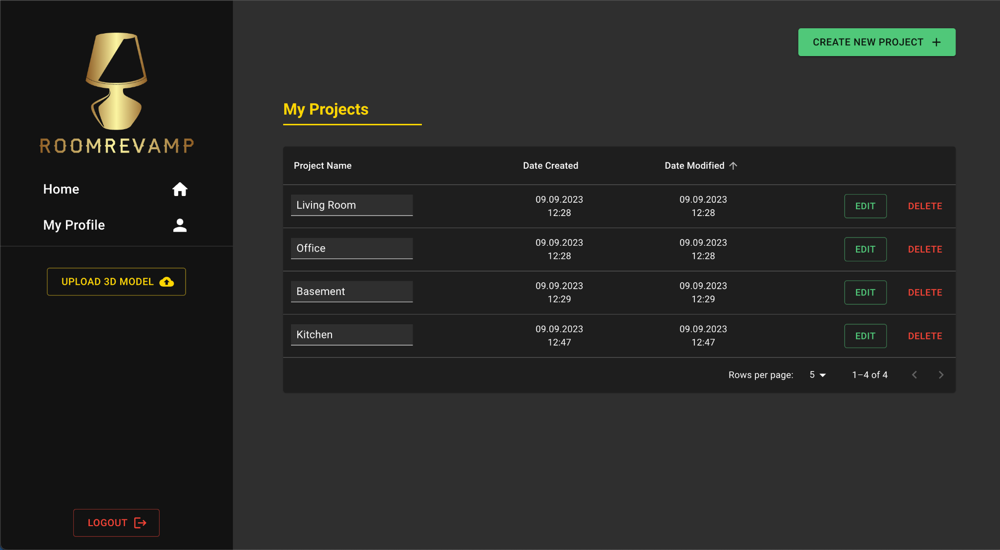 ROOMREVAMP
Home
My Profile
UPLOAD 3D MODEL
LOGOUT
CREATE NEW PROJECT
My Projects
Project Name Date Created Date Modified
Living Room 09.09.2023 12:28 09.09.2023 12:28 EDIT DELETE
Office 09.09.2023 12:28 09.09.2023 12:28 EDIT DELETE
Basement 09.09.2023 12:29 09.09.2023 12:29 EDIT DELETE
Kitchen 09.09.2023 12:47 09.09.2023 12:47 EDIT DELETE
Rows per page: 5 1–4 of 4